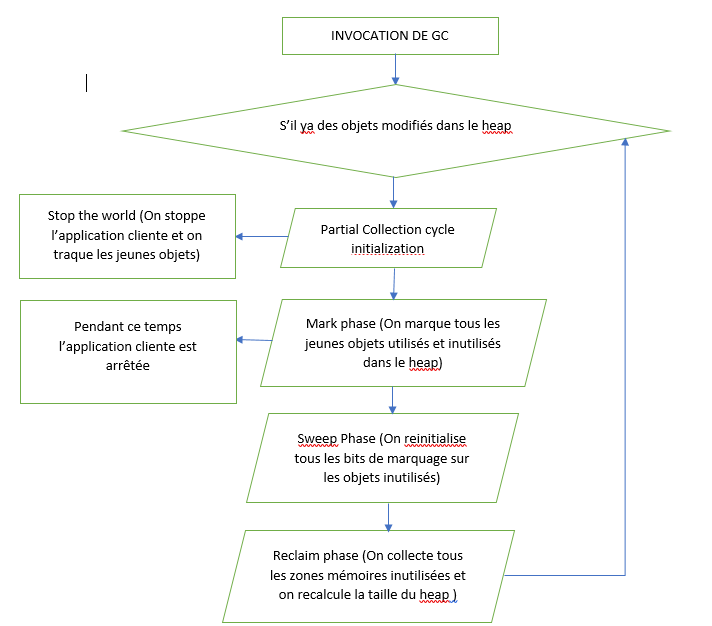 INVOCATION DE GC
S'il ya des objets modifiés dans le heap
Stop the world (On stoppe
l'application cliente et on
traque les jeunes objets)
Partial Collection cycle
initialization
Pendant ce temps
l'application cliente est
arrêtée
Mark phase (On marque tous les
jeunes objets utilisés et inutilisés
dans le heap)
Sweep Phase (On reinitialise
tous les bits de marquage sur
les objets inutilisés)
Reclaim phase (On collecte tous
les zones mémoires inutilisées et
on recalcule la taille du heap )